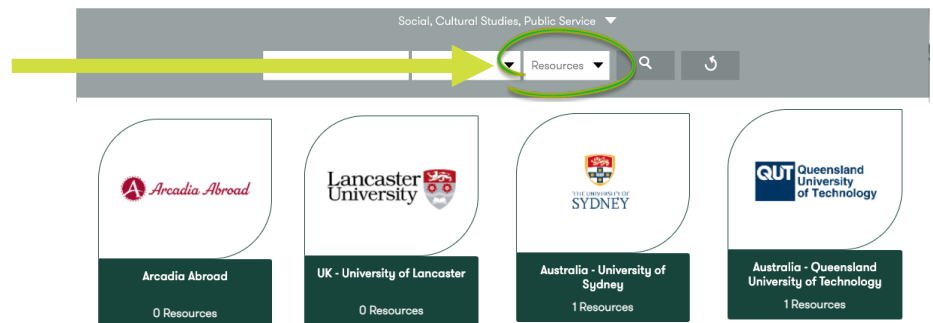 Social, Cultural Studies, Public Service
Resources
Arcadia Abroad
Lancaster
University
THE UNIVERSITY OF
SYDNEY
QUT
Queensland
University
of Technology
Arcadia Abroad
0 Resources
UK - University of Lancaster
0 Resources
Australia - University of
Sydney
1 Resources
Australia - Queensland
University of Technology
1 Resources